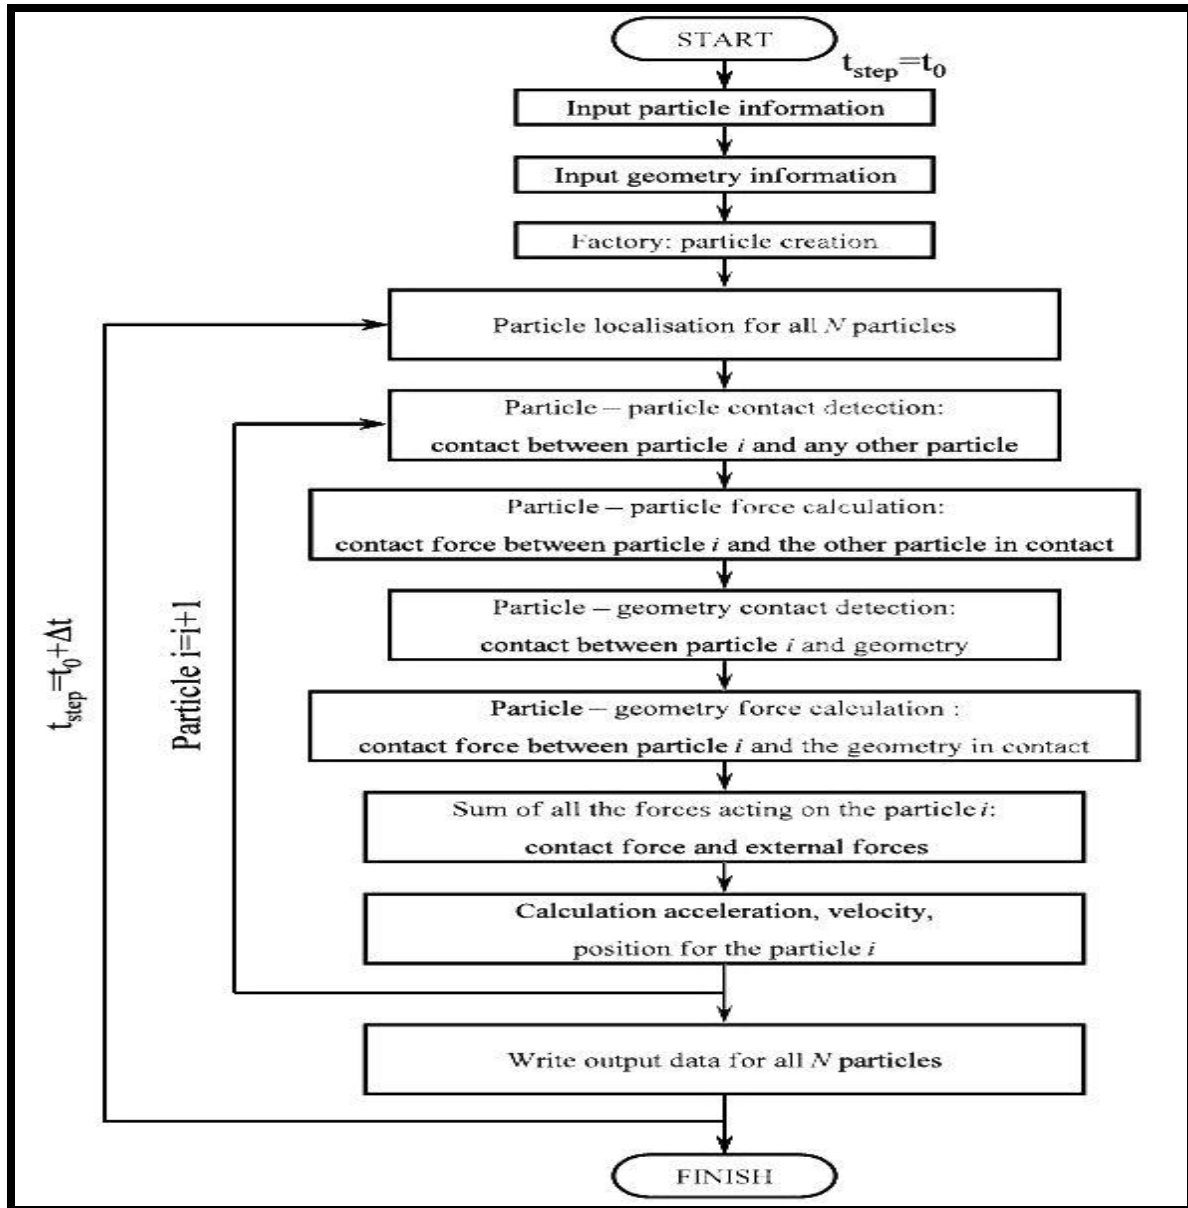 START
t_step=t_0
Input particle information
Input geometry information
Factory: particle creation
Particle localisation for all N particles
Particle – particle contact detection:
contact between particle i and any other particle
Particle – particle force calculation:
contact force between particle i and the other particle in contact
Particle – geometry contact detection:
contact between particle i and geometry
Particle – geometry force calculation :
contact force between particle i and the geometry in contact
Sum of all the forces acting on the particle i:
contact force and external forces
Calculation acceleration, velocity,
position for the particle i
Particle i=i+1
Write output data for all N particles
t_step=t_0+Δt
FINISH